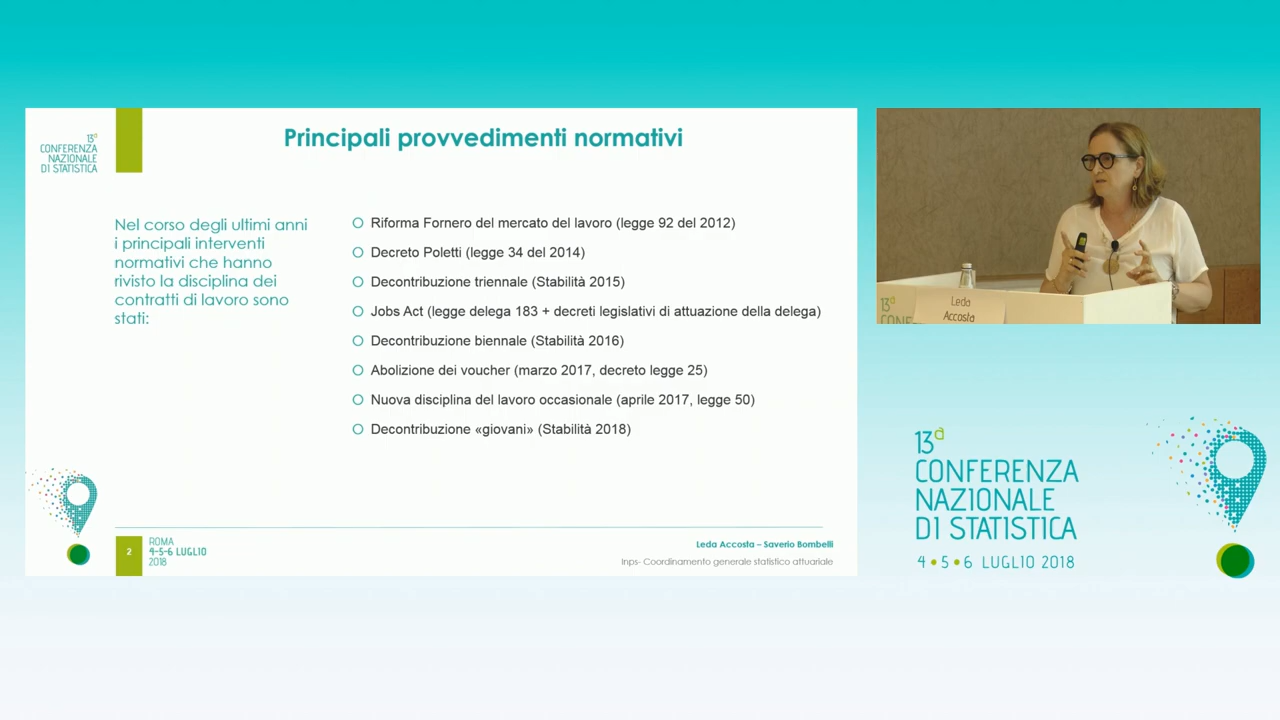 13ª
CONFERENZA
NAZIONALE
DI STATISTICA
Principali provvedimenti normativi
Nel corso degli ultimi anni
i principali interventi
normativi che hanno
rivisto la disciplina dei
contratti di lavoro sono
stati:
Riforma Fornero del mercato del lavoro (legge 92 del 2012)
Decreto Poletti (legge 34 del 2014)
Decontribuzione triennale (Stabilità 2015)
Jobs Act (legge delega 183 + decreti legislativi di attuazione della delega)
Decontribuzione biennale (Stabilità 2016)
Abolizione dei voucher (marzo 2017, decreto legge 25)
Nuova disciplina del lavoro occasionale (aprile 2017, legge 50)
Decontribuzione «giovani» (Stabilità 2018)
2
ROMA
4-5-6 LUGLIO
2018
Leda Accosta – Saverio Bombelli
Inps- Coordinamento generale statistico attuariale
13ª
CONFE
Leda
Accosta
13ª
CONFERENZA
NAZIONALE
DI STATISTICA
4•5•6 LUGLIO 2018